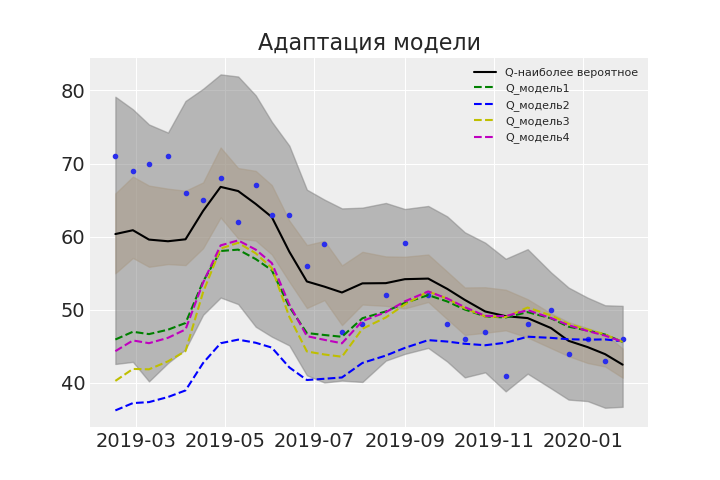 Адаптация модели
Q-наиболее вероятное
Q_модель1
Q_модель2
Q_модель3
Q_модель4
80
70
60
50
40
2019-03 2019-05 2019-07 2019-09 2019-11 2020-01